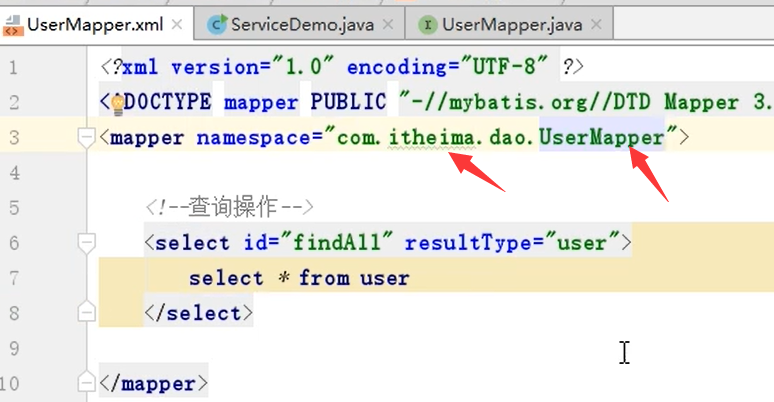 UserMapper.xml ServiceDemo.java UserMapper.java
1 <?xml version="1.0" encoding="UTF-8" ?>
2 <!DOCTYPE mapper PUBLIC "-//mybatis.org//DTD Mapper 3.
3 <mapper namespace="com.itheima.dao.UserMapper">
4
5 <!--查询操作-->
6 <select id="findAll" resultType="user">
7 select * from user
8 </select>
9
10 </mapper>